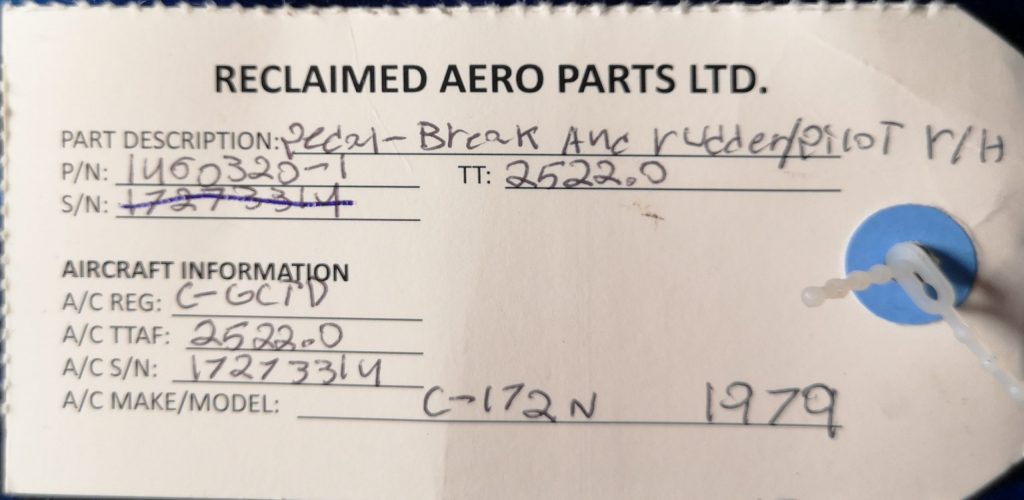 RECLAIMED AERO PARTS LTD.
PART DESCRIPTION: Pedal - Break And rudder/pilot r/H
P/N: 1460320-1 TT: 2522.0
S/N: 17273314
AIRCRAFT INFORMATION
A/C REG: C-GCID
A/C TTAF: 2522.0
A/C S/N: 17273314
A/C MAKE/MODEL: C-172N 1979